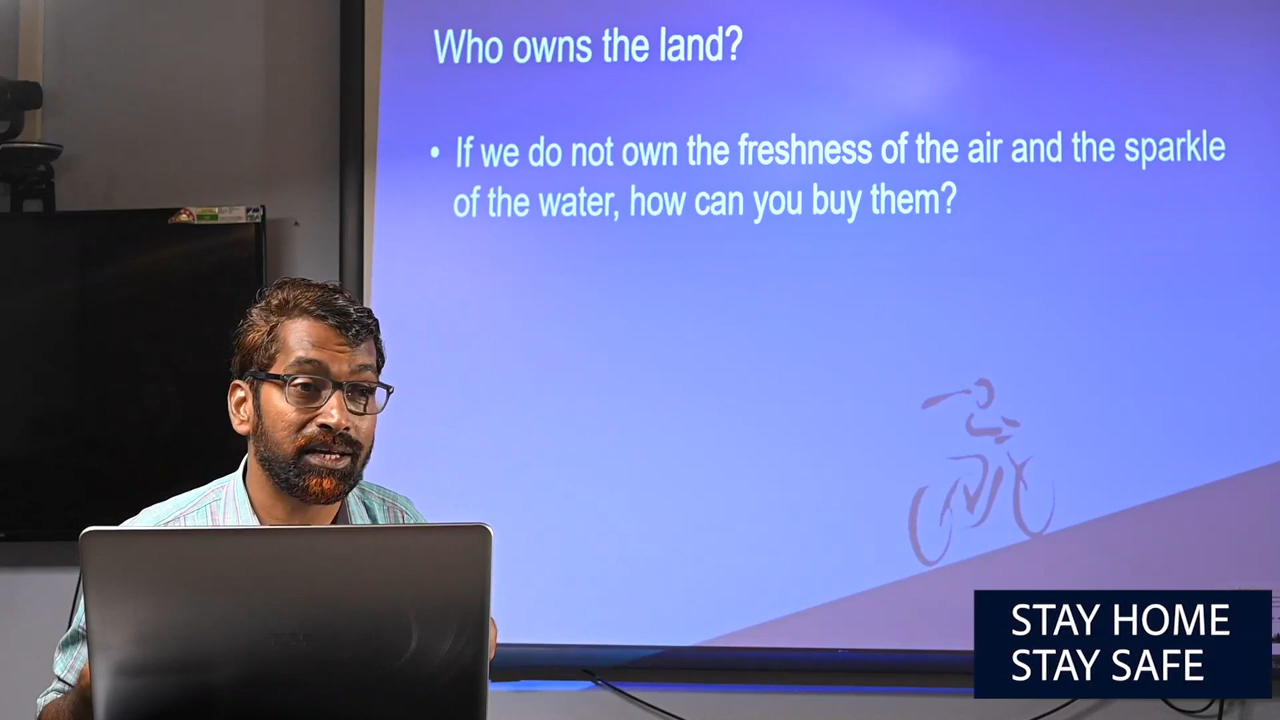 Who owns the land?
• If we do not own the freshness of the air and the sparkle
of the water, how can you buy them?
STAY HOME
STAY SAFE